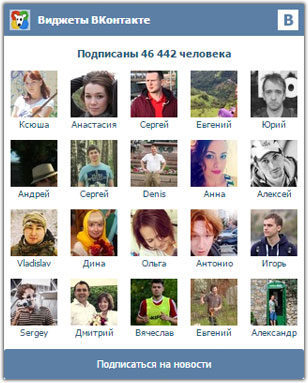 Виджеты ВКонтакте
B
Подписаны 46 442 человека
Ксюша Анастасия Сергей Евгений Юрий
Андрей Сергей Denis Анна Алексей
Vladislav Дина Ольга Антонио Игорь
Sergey Дмитрий Вячеслав Евгений Александр
Подписаться на новости